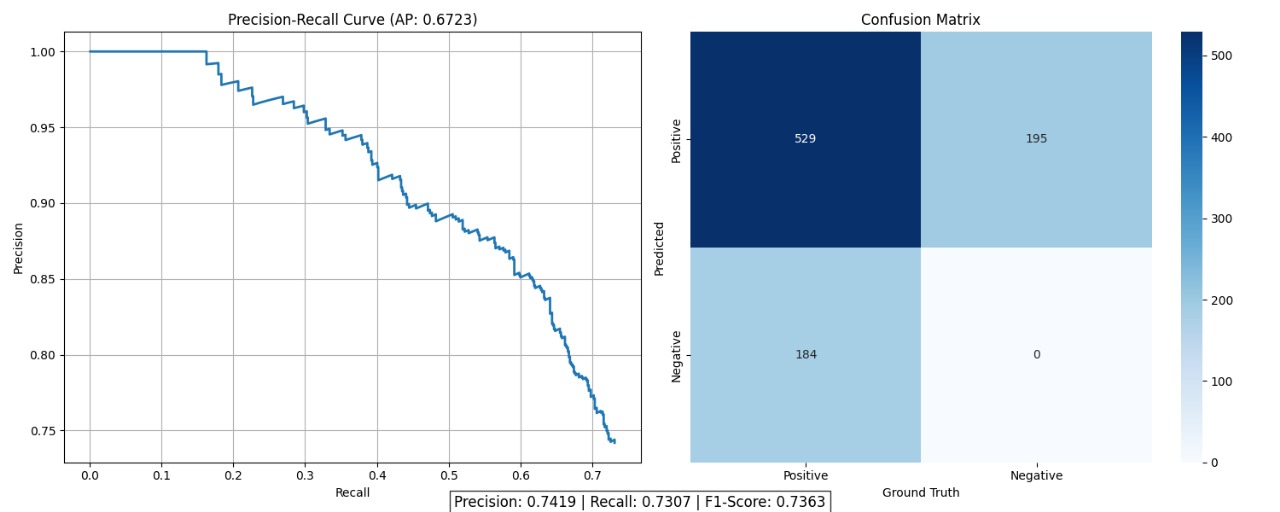 Precision-Recall Curve (AP: 0.6723)
1.00
0.95
0.90
0.85
0.80
0.75
Precision
0.0 0.1 0.2 0.3 0.4 0.5 0.6 0.7
Recall
Confusion Matrix
Predicted
Positive
529 195
Negative
184 0
Positive Negative
Ground Truth
500
400
300
200
100
0
Precision: 0.7419 | Recall: 0.7307 | F1-Score: 0.7363